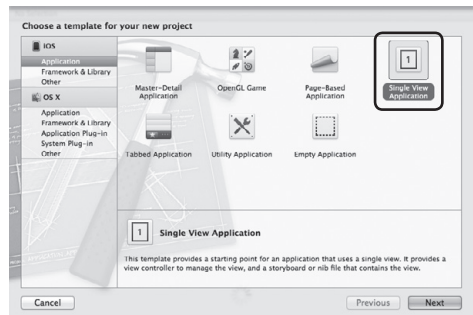 Choose a template for your new project
iOS
Application
Framework & Library
Other
OS X
Application
Framework & Library
Application Plug-in
System Plug-in
Other
Master-Detail
Application
OpenGL Game
Page-Based
Application
1
Single View
Application
Tabbed Application
Utility Application
Empty Application
1
Single View Application
This template provides a starting point for an application that uses a single view. It provides a
view controller to manage the view, and a storyboard or nib file that contains the view.
Cancel
Previous
Next